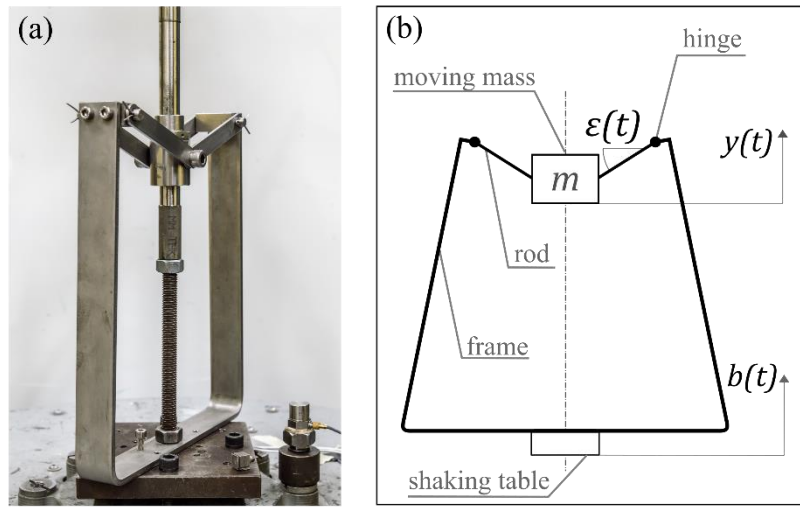 (a)
(b)
hinge
moving mass
ε(t)
y(t)
m
rod
frame
b(t)
shaking table